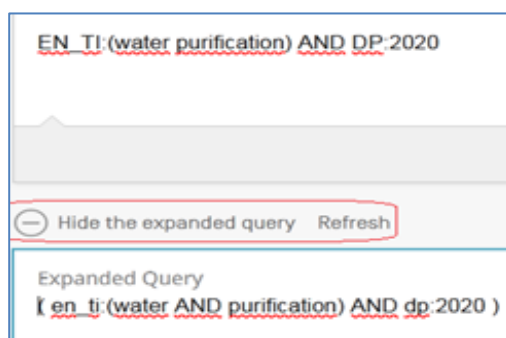 EN_TI:(water purification) AND DP:2020
Hide the expanded query Refresh
Expanded Query
( en_ti:(water AND purification) AND dp:2020 )